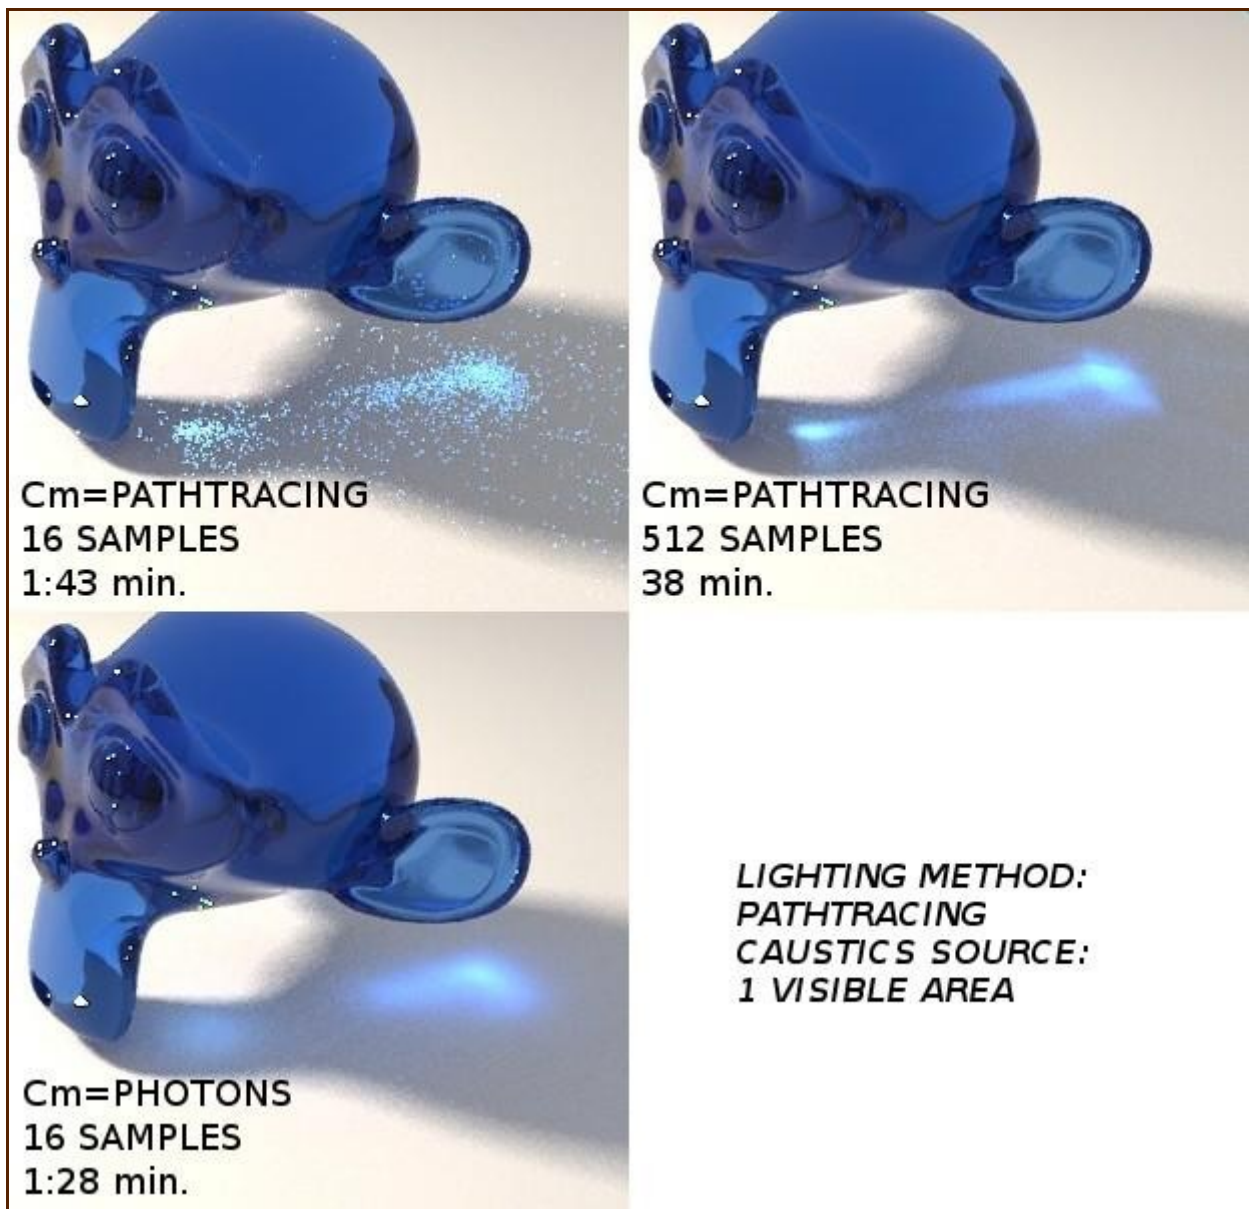 Cm=PATHTRACING
16 SAMPLES
1:43 min.
Cm=PATHTRACING
512 SAMPLES
38 min.
Cm=PHOTONS
16 SAMPLES
1:28 min.
LIGHTING METHOD:
PATHTRACING
CAUSTICS SOURCE:
1 VISIBLE AREA